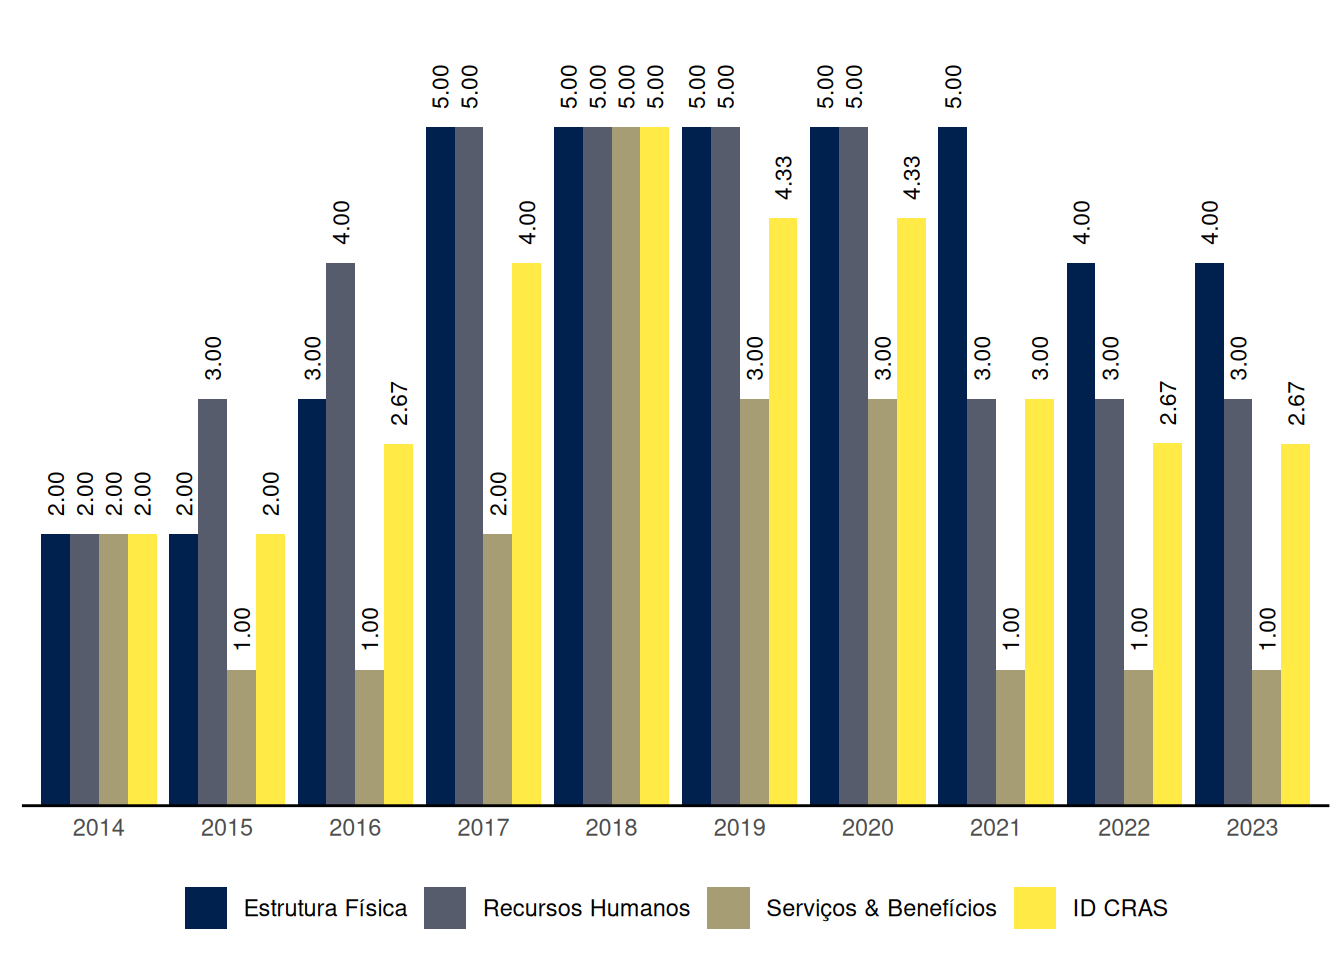 5.00 5.00 5.00 5.00 5.00 5.00 5.00 5.00 5.00 5.00 5.00
4.33 4.33
4.00 4.00 4.00 4.00
3.00 3.00 3.00 3.00 3.00 3.00 3.00 3.00
2.67 2.67 2.67
2.00 2.00 2.00 2.00 2.00 2.00 2.00
1.00 1.00 1.00 1.00 1.00
2014 2015 2016 2017 2018 2019 2020 2021 2022 2023
Estrutura Física Recursos Humanos Serviços & Benefícios ID CRAS